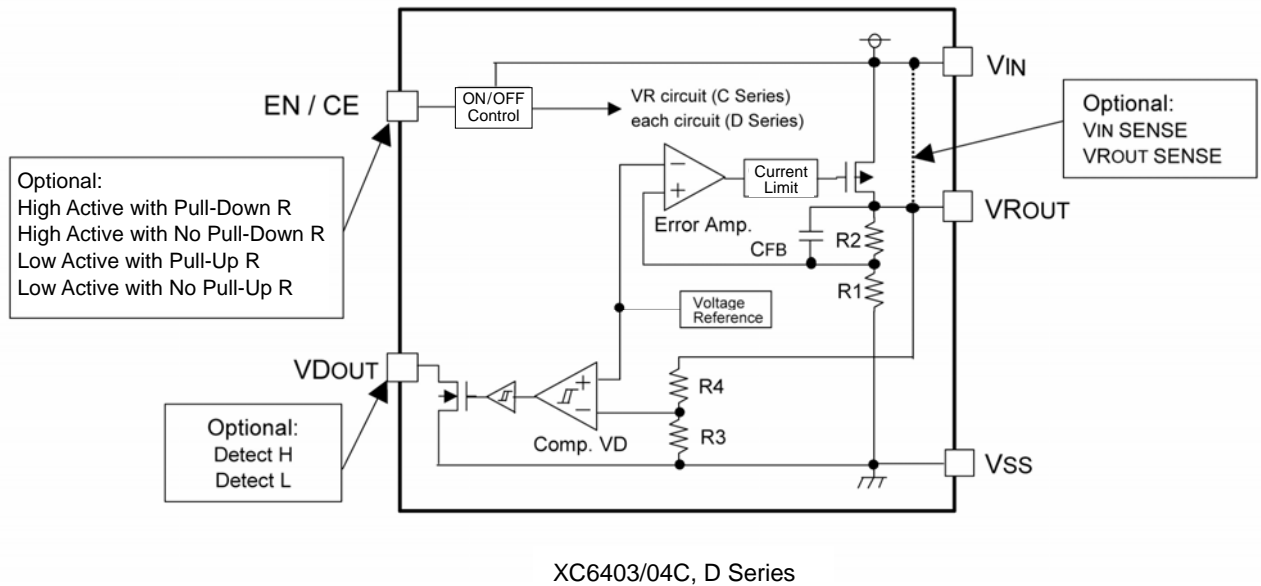 VIN
EN / CE
ON/OFF
Control
VR circuit (C Series)
each circuit (D Series)
Optional:
VIN SENSE
VROUT SENSE
Optional:
High Active with Pull-Down R
High Active with No Pull-Down R
Low Active with Pull-Up R
Low Active with No Pull-Up R
−
+
Error Amp.
Current
Limit
VROUT
CFB
R2
R1
Voltage
Reference
VDOUT
+
−
Comp. VD
R4
R3
Optional:
Detect H
Detect L
VSS
XC6403/04C, D Series